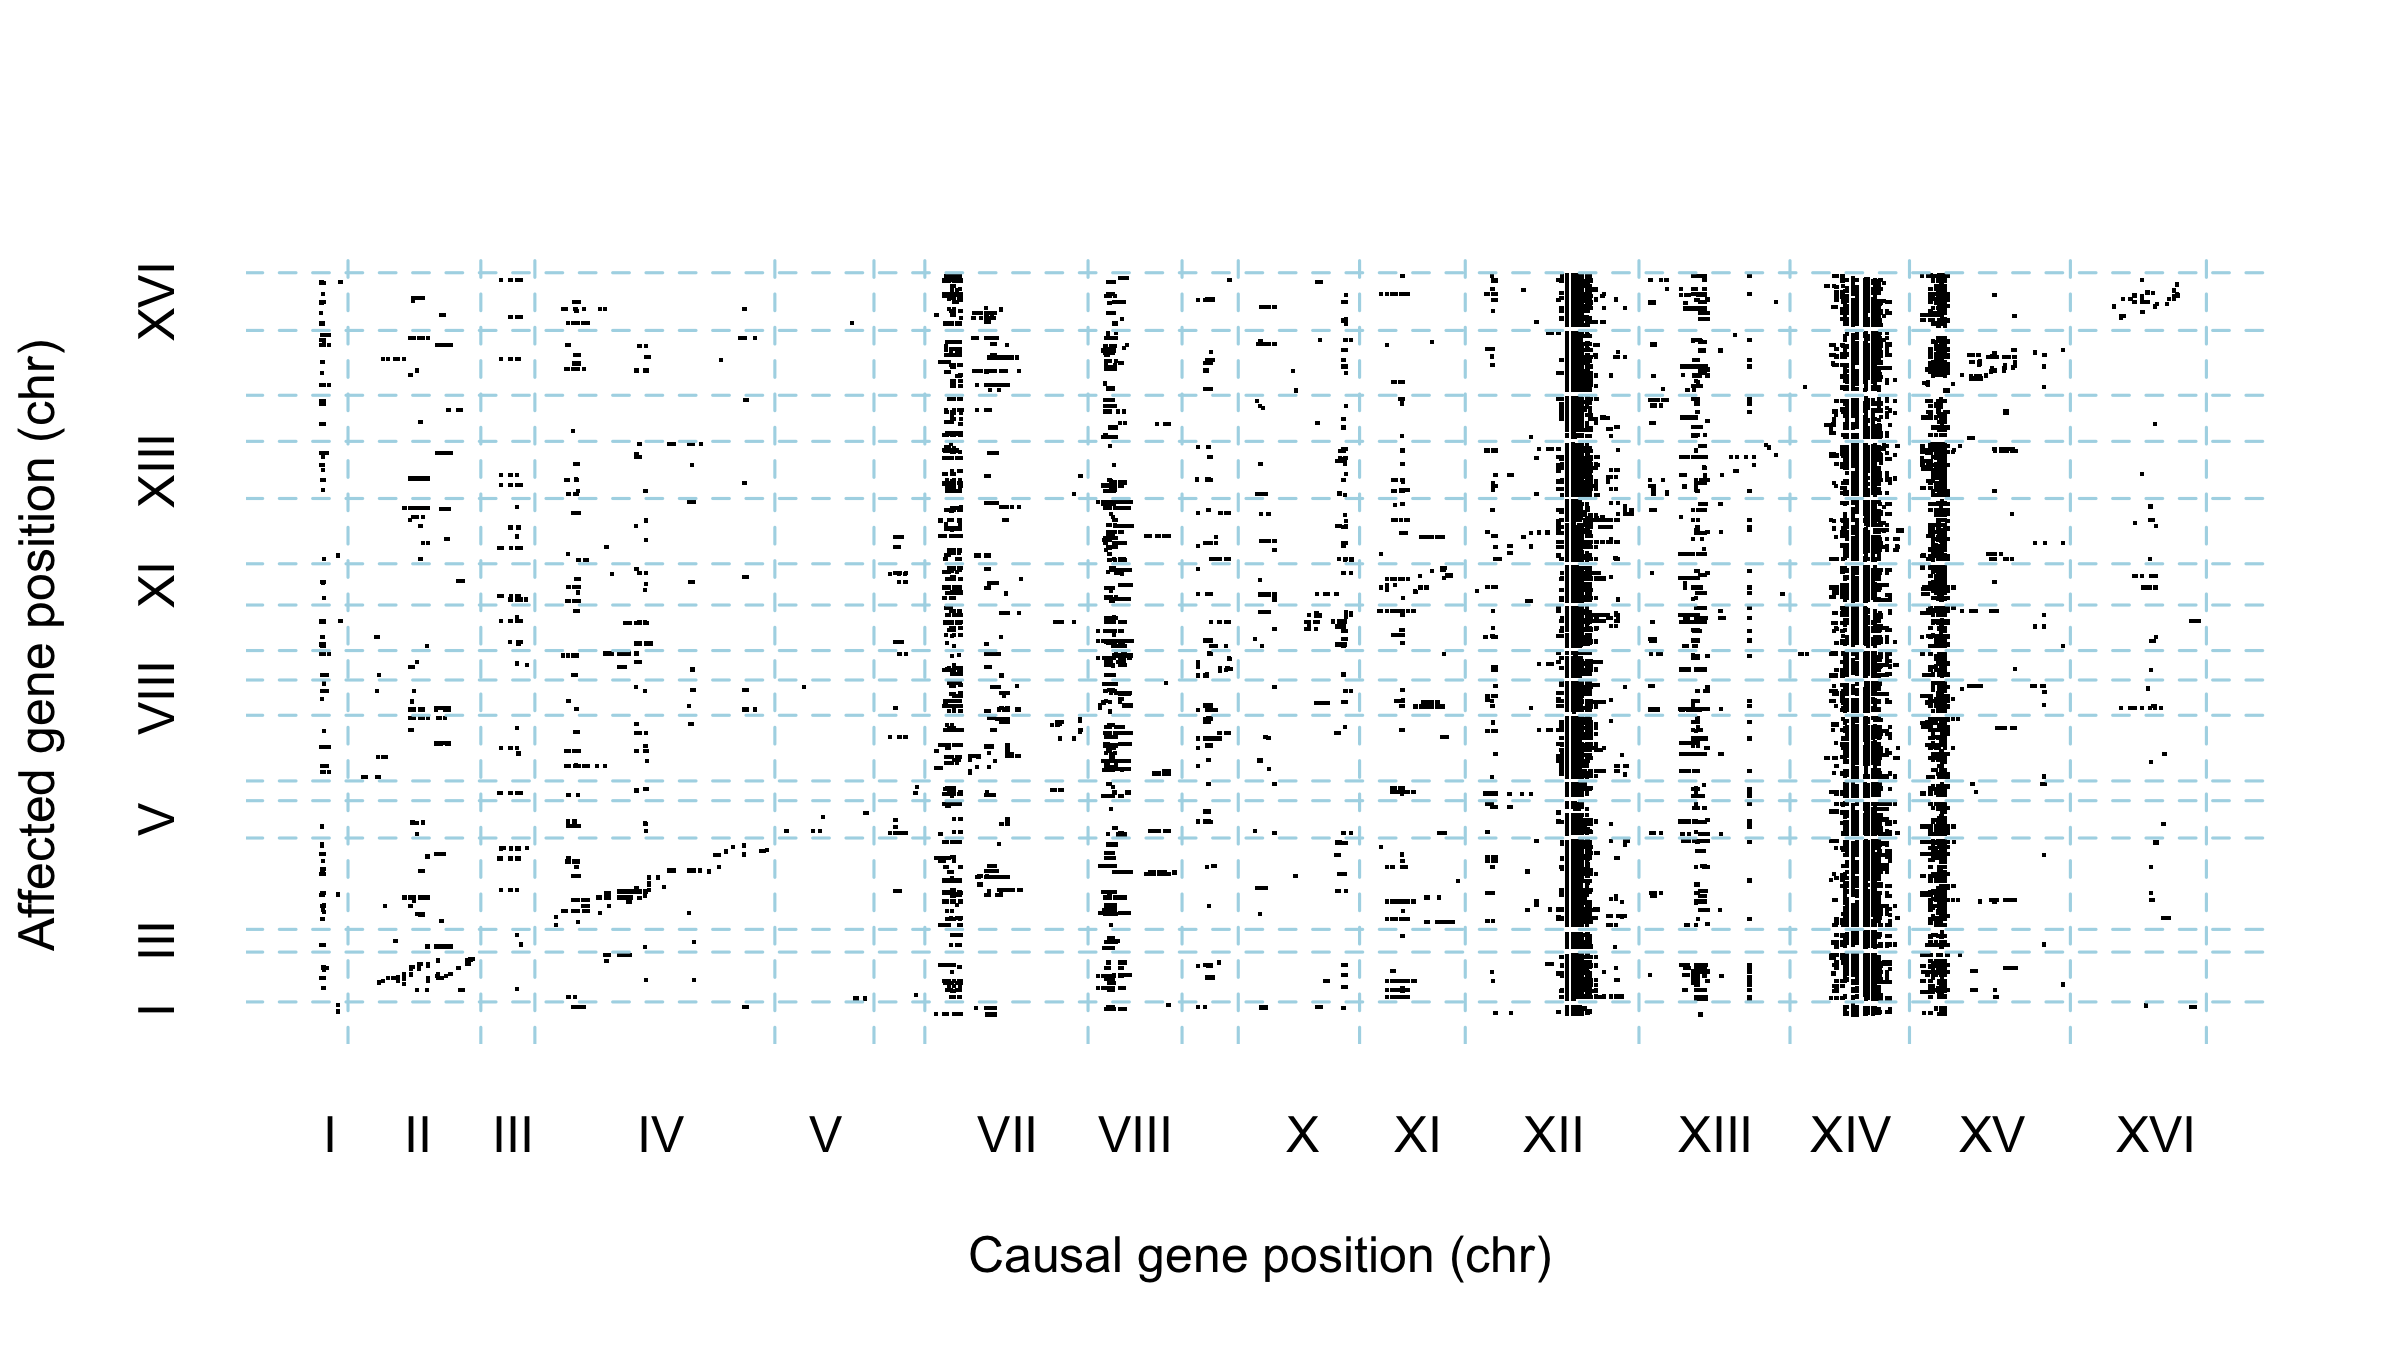 Affected gene position (chr)
XVI
XIII
XI
VIII
V
III
I
I II III IV V VII VIII X XI XII XIII XIV XV XVI
Causal gene position (chr)